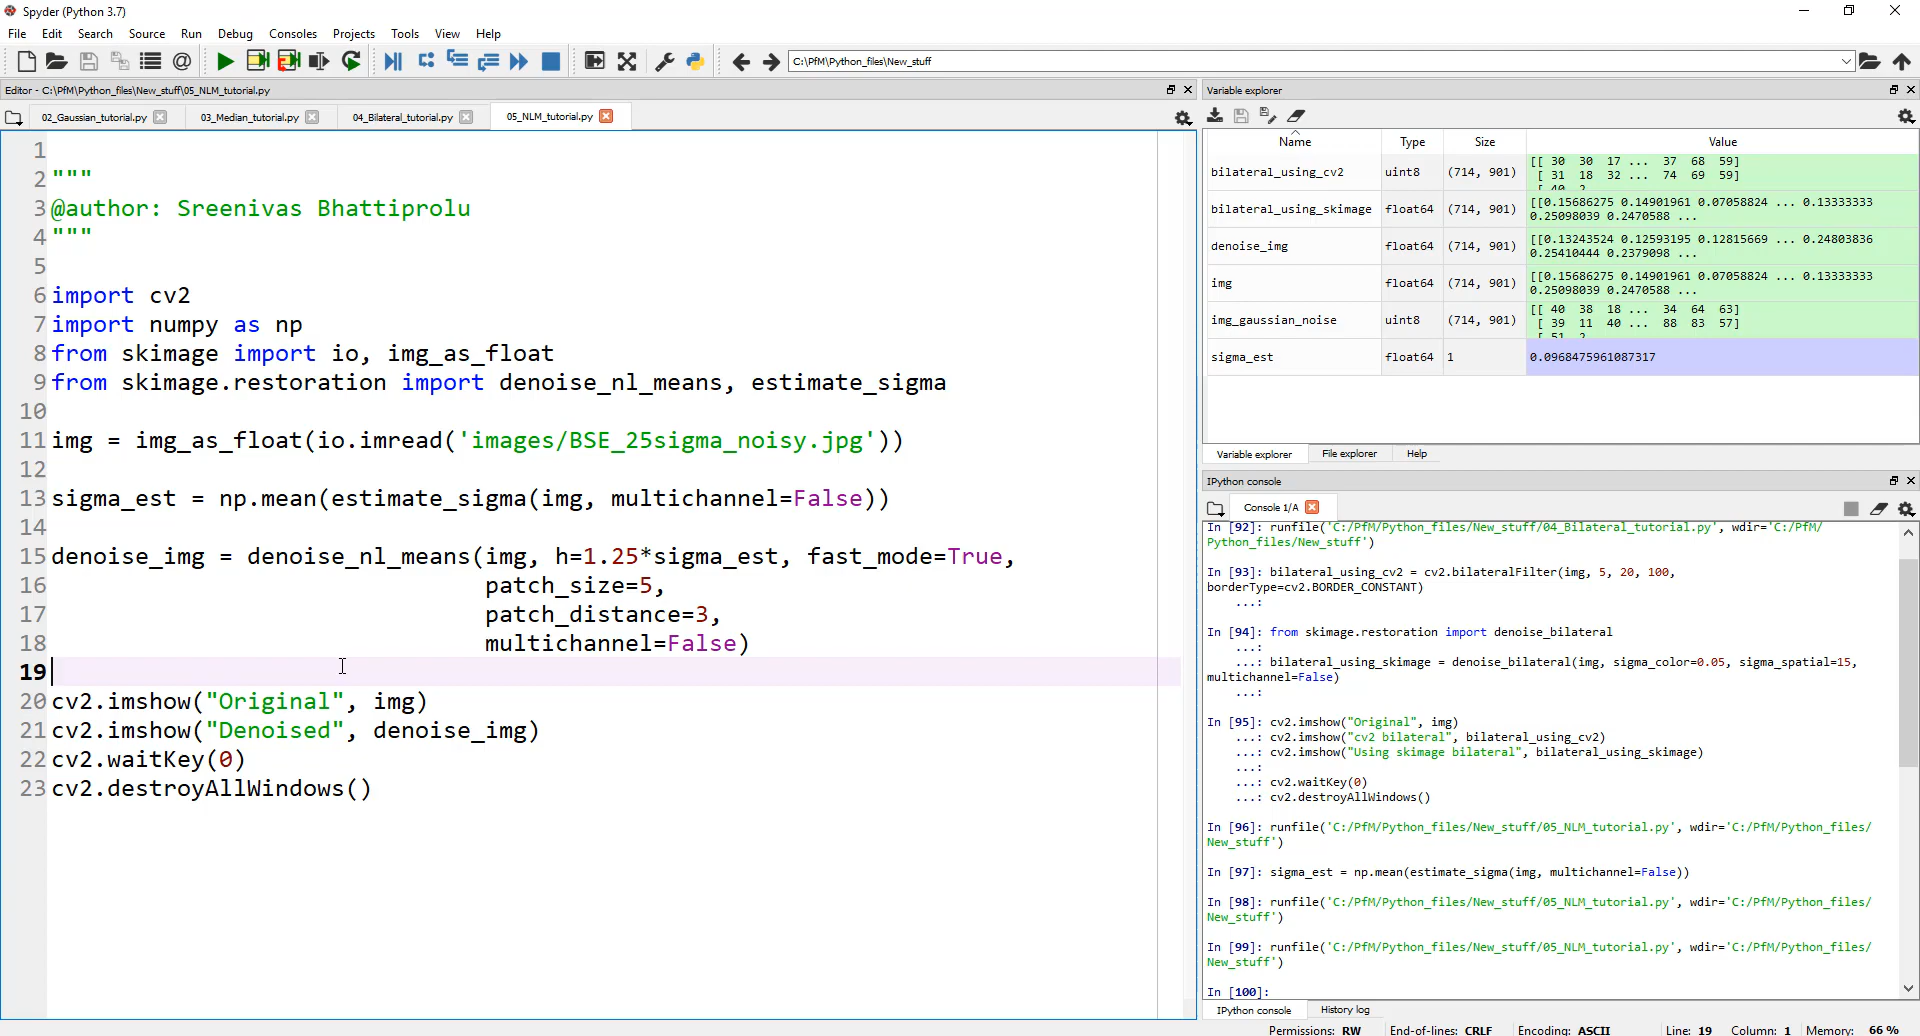 Spyder (Python 3.7)
File Edit Search Source Run Debug Consoles Projects Tools View Help
C:\PfM\Python_files\New_stuff
Editor - C:\PfM\Python_files\New_stuff\05_NLM_tutorial.py
02_Gaussian_tutorial.py 03_Median_tutorial.py 04_Bilateral_tutorial.py 05_NLM_tutorial.py
1
2 """
3 @author: Sreenivas Bhattiprolu
4 """
5
6 import cv2
7 import numpy as np
8 from skimage import io, img_as_float
9 from skimage.restoration import denoise_nl_means, estimate_sigma
10
11 img = img_as_float(io.imread('images/BSE_25sigma_noisy.jpg'))
12
13 sigma_est = np.mean(estimate_sigma(img, multichannel=False))
14
15 denoise_img = denoise_nl_means(img, h=1.25*sigma_est, fast_mode=True,
16 patch_size=5,
17 patch_distance=3,
18 multichannel=False)
19
20 cv2.imshow("Original", img)
21 cv2.imshow("Denoised", denoise_img)
22 cv2.waitKey(0)
23 cv2.destroyAllWindows()
Variable explorer
Name Type Size Value
bilateral_using_cv2 uint8 (714, 901) [[ 30 30 17 ... 37 68 59]
[ 31 18 32 ... 74 69 59]
bilateral_using_skimage float64 (714, 901) [[0.15686275 0.14901961 0.07058824 ... 0.13333333
0.25098039 0.2470588 ...
denoise_img float64 (714, 901) [[0.13243524 0.12593195 0.12815669 ... 0.24803836
0.25410444 0.2379098 ...
img float64 (714, 901) [[0.15686275 0.14901961 0.07058824 ... 0.13333333
0.25098039 0.2470588 ...
img_gaussian_noise uint8 (714, 901) [[ 40 38 18 ... 34 64 63]
[ 39 11 40 ... 88 83 57]
sigma_est float64 1 0.0968475961087317
Variable explorer File explorer Help
IPython console
Console 1/A
In [92]: runfile('C:/PfM/Python_files/New_stuff/04_Bilateral_tutorial.py', wdir='C:/PfM/
Python_files/New_stuff')
In [93]: bilateral_using_cv2 = cv2.bilateralFilter(img, 5, 20, 100,
borderType=cv2.BORDER_CONSTANT)
...:
In [94]: from skimage.restoration import denoise_bilateral
...:
...: bilateral_using_skimage = denoise_bilateral(img, sigma_color=0.05, sigma_spatial=15,
multichannel=False)
...:
In [95]: cv2.imshow("Original", img)
...: cv2.imshow("cv2 bilateral", bilateral_using_cv2)
...: cv2.imshow("Using skimage bilateral", bilateral_using_skimage)
...:
...: cv2.waitKey(0)
...: cv2.destroyAllWindows()
In [96]: runfile('C:/PfM/Python_files/New_stuff/05_NLM_tutorial.py', wdir='C:/PfM/Python_files/
New_stuff')
In [97]: sigma_est = np.mean(estimate_sigma(img, multichannel=False))
In [98]: runfile('C:/PfM/Python_files/New_stuff/05_NLM_tutorial.py', wdir='C:/PfM/Python_files/
New_stuff')
In [99]: runfile('C:/PfM/Python_files/New_stuff/05_NLM_tutorial.py', wdir='C:/PfM/Python_files/
New_stuff')
In [100]:
IPython console History log
Permissions: RW End-of-lines: CRLF Encoding: ASCII Line: 19 Column: 1 Memory: 66 %